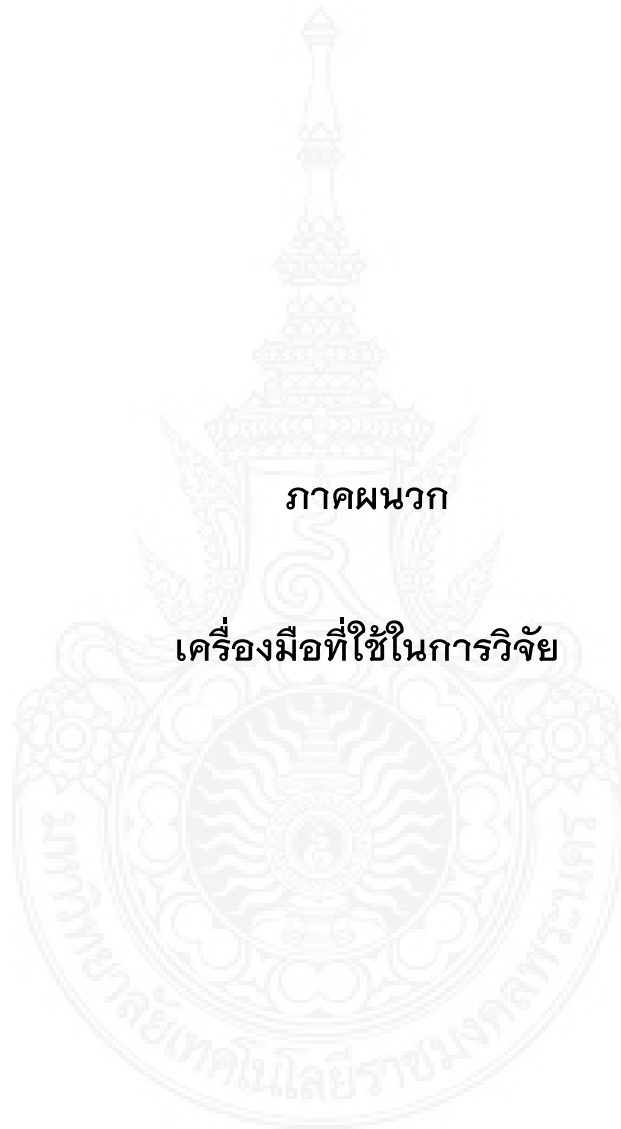 ภาคผนวก
เครื่องมือที่ใช้ในการวิจัย
มหาวิทยาลัยเทคโนโลยีราชมงคลพระนคร